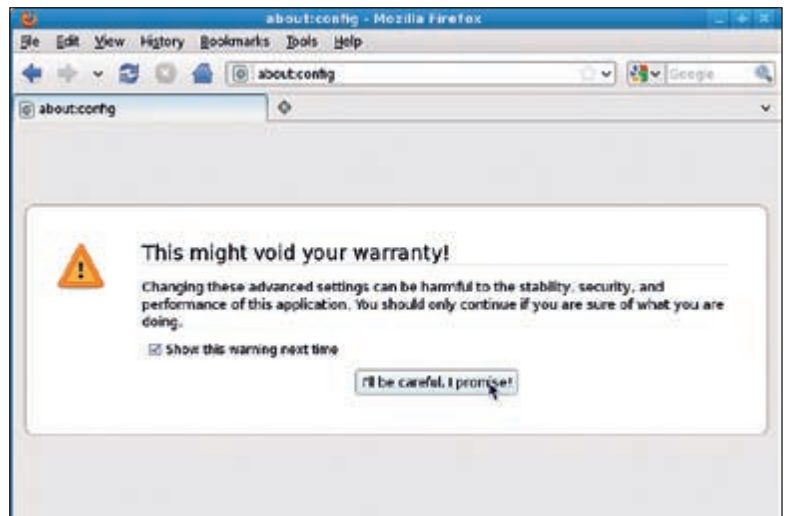 about:config - Mozilla Firefox
File Edit View History Bookmarks Tools Help
about:config
Google
about:config
This might void your warranty!
Changing these advanced settings can be harmful to the stability, security, and
performance of this application. You should only continue if you are sure of what you are
doing.
Show this warning next time
I'll be careful, I promise!